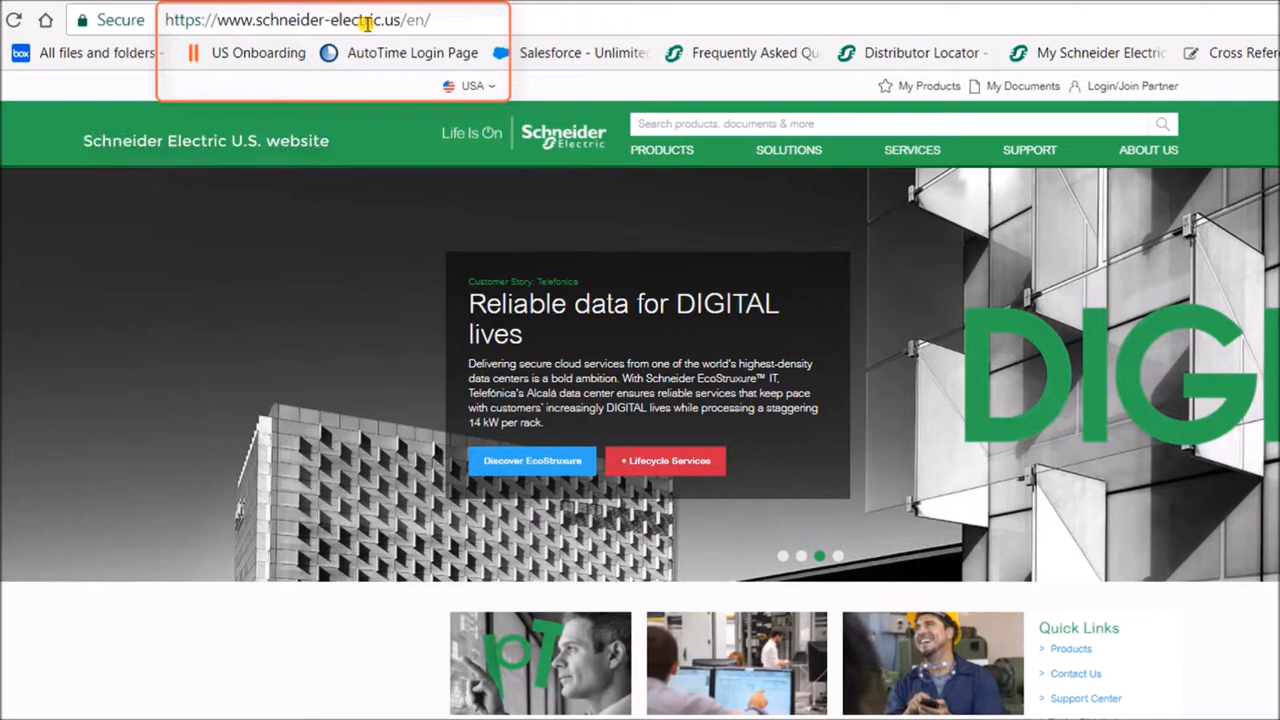 Secure https://www.schneider-electric.us/en/
box All files and folders - US Onboarding AutoTime Login Page Salesforce - Unlimite Frequently Asked Qu Distributor Locator - My Schneider Electric Cross Refer
USA My Products My Documents Login/Join Partner
Schneider Electric U.S. website
Life Is On Schneider Electric
Search products, documents & more
PRODUCTS SOLUTIONS SERVICES SUPPORT ABOUT US
Customer Story: Telefonica
Reliable data for DIGITAL
lives
Delivering secure cloud services from one of the world's highest-density
data centers is a bold ambition. With Schneider EcoStruxure™ IT,
Telefónica's Alcalá data center ensures reliable services that keep pace
with customers' increasingly DIGITAL lives while processing a staggering
14 kW per rack.
Discover EcoStruxure + Lifecycle Services
DIG
Quick Links
> Products
> Contact Us
> Support Center